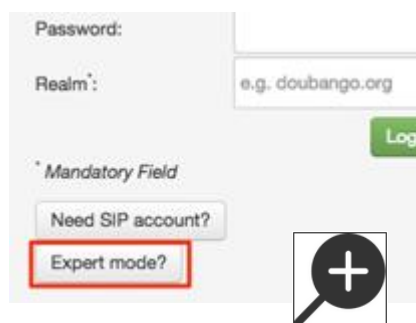 Password:
Realm*:
e.g. doubango.org
Log
* Mandatory Field
Need SIP account?
Expert mode?